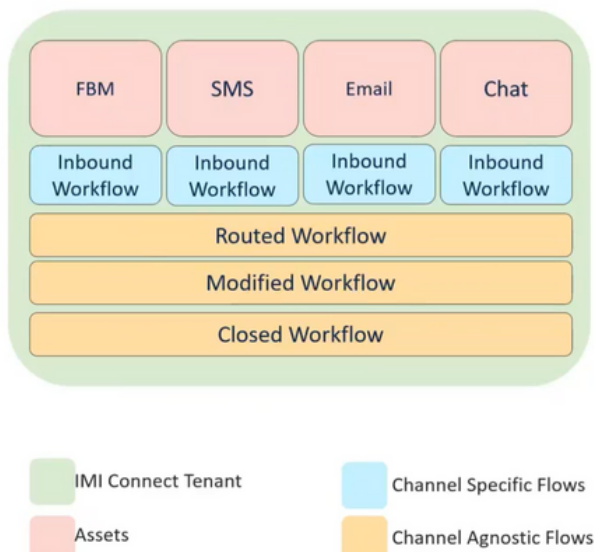 FBM
SMS
Email
Chat
Inbound
Workflow
Inbound
Workflow
Inbound
Workflow
Inbound
Workflow
Routed Workflow
Modified Workflow
Closed Workflow
IMI Connect Tenant
Channel Specific Flows
Assets
Channel Agnostic Flows